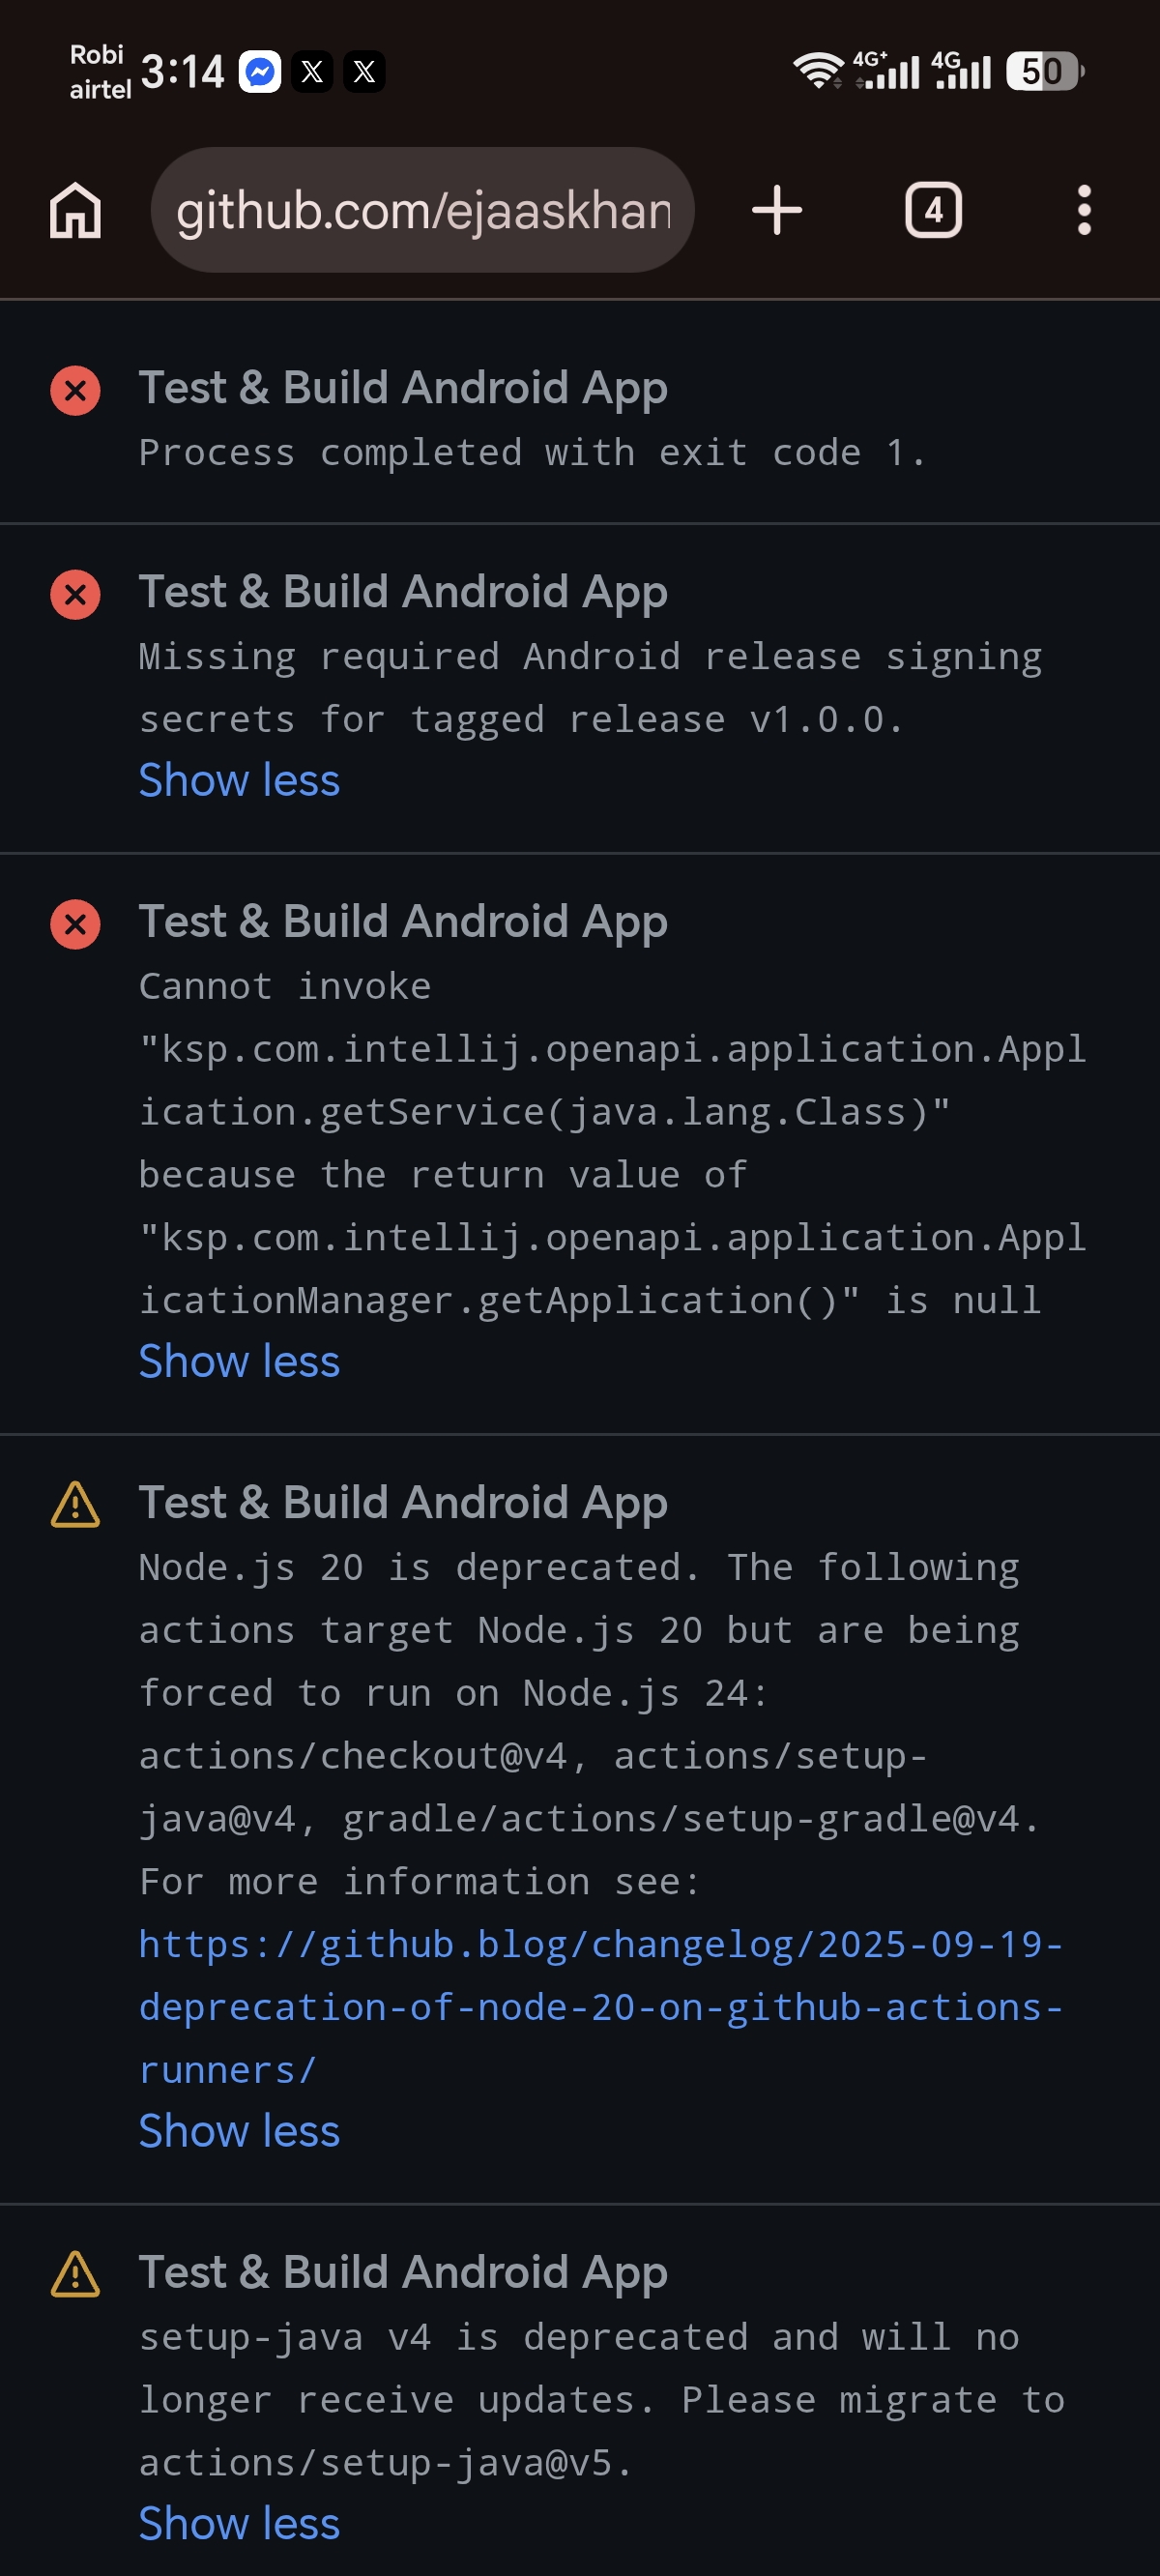 Robi
airtel
3:14
4G+
4G
50
github.com/ejaaskhan
4
Test & Build Android App
Process completed with exit code 1.
Test & Build Android App
Missing required Android release signing
secrets for tagged release v1.0.0.
Show less
Test & Build Android App
Cannot invoke
"ksp.com.intellij.openapi.application.Appl
ication.getService(java.lang.Class)"
because the return value of
"ksp.com.intellij.openapi.application.Appl
icationManager.getApplication()" is null
Show less
Test & Build Android App
Node.js 20 is deprecated. The following
actions target Node.js 20 but are being
forced to run on Node.js 24:
actions/checkout@v4, actions/setup-
java@v4, gradle/actions/setup-gradle@v4.
For more information see:
https://github.blog/changelog/2025-09-19-
deprecation-of-node-20-on-github-actions-
runners/
Show less
Test & Build Android App
setup-java v4 is deprecated and will no
longer receive updates. Please migrate to
actions/setup-java@v5.
Show less